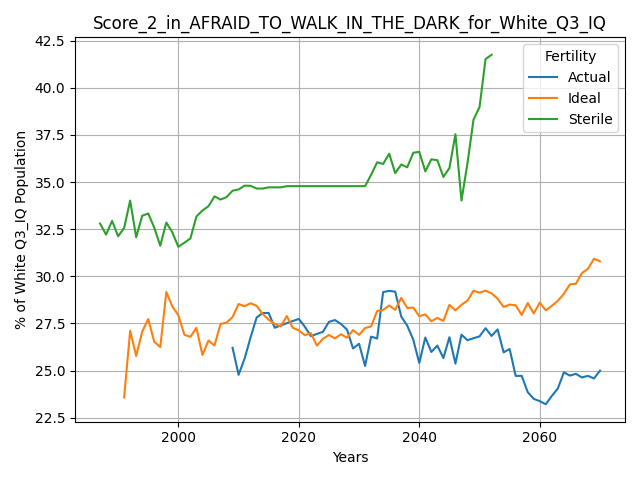 Score_2_in_AFRAID_TO_WALK_IN_THE_DARK_for_White_Q3_IQ
% of White Q3_IQ Population
42.5
40.0
37.5
35.0
32.5
30.0
27.5
25.0
22.5
Fertility
Actual
Ideal
Sterile
2000
2020
2040
2060
Years